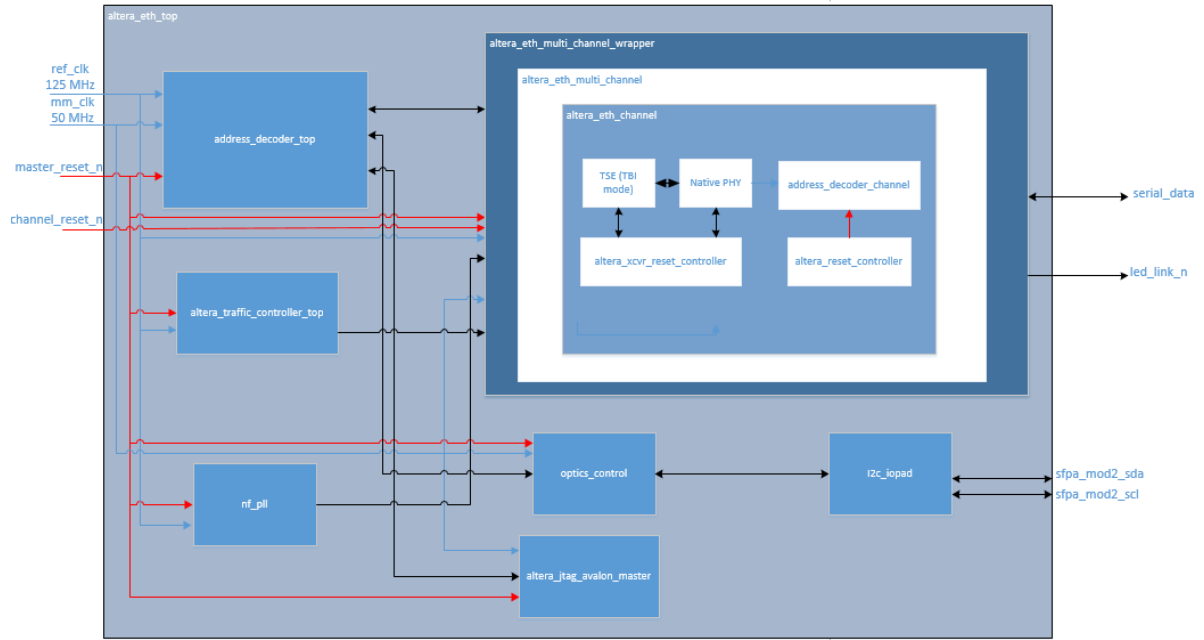 altera_eth_top
altera_eth_multi_channel_wrapper
altera_eth_multi_channel
altera_eth_channel
ref_clk
125 MHz
mm_clk
50 MHz
address_decoder_top
master_reset_n
channel_reset_n
TSE (TBI
mode)
Native PHY
address_decoder_channel
altera_xcvr_reset_controller
altera_reset_controller
serial_data
led_link_n
altera_traffic_controller_top
optics_control
I2c_iopad
sfpa_mod2_sda
sfpa_mod2_scl
nf_pll
altera_jtag_avalon_master